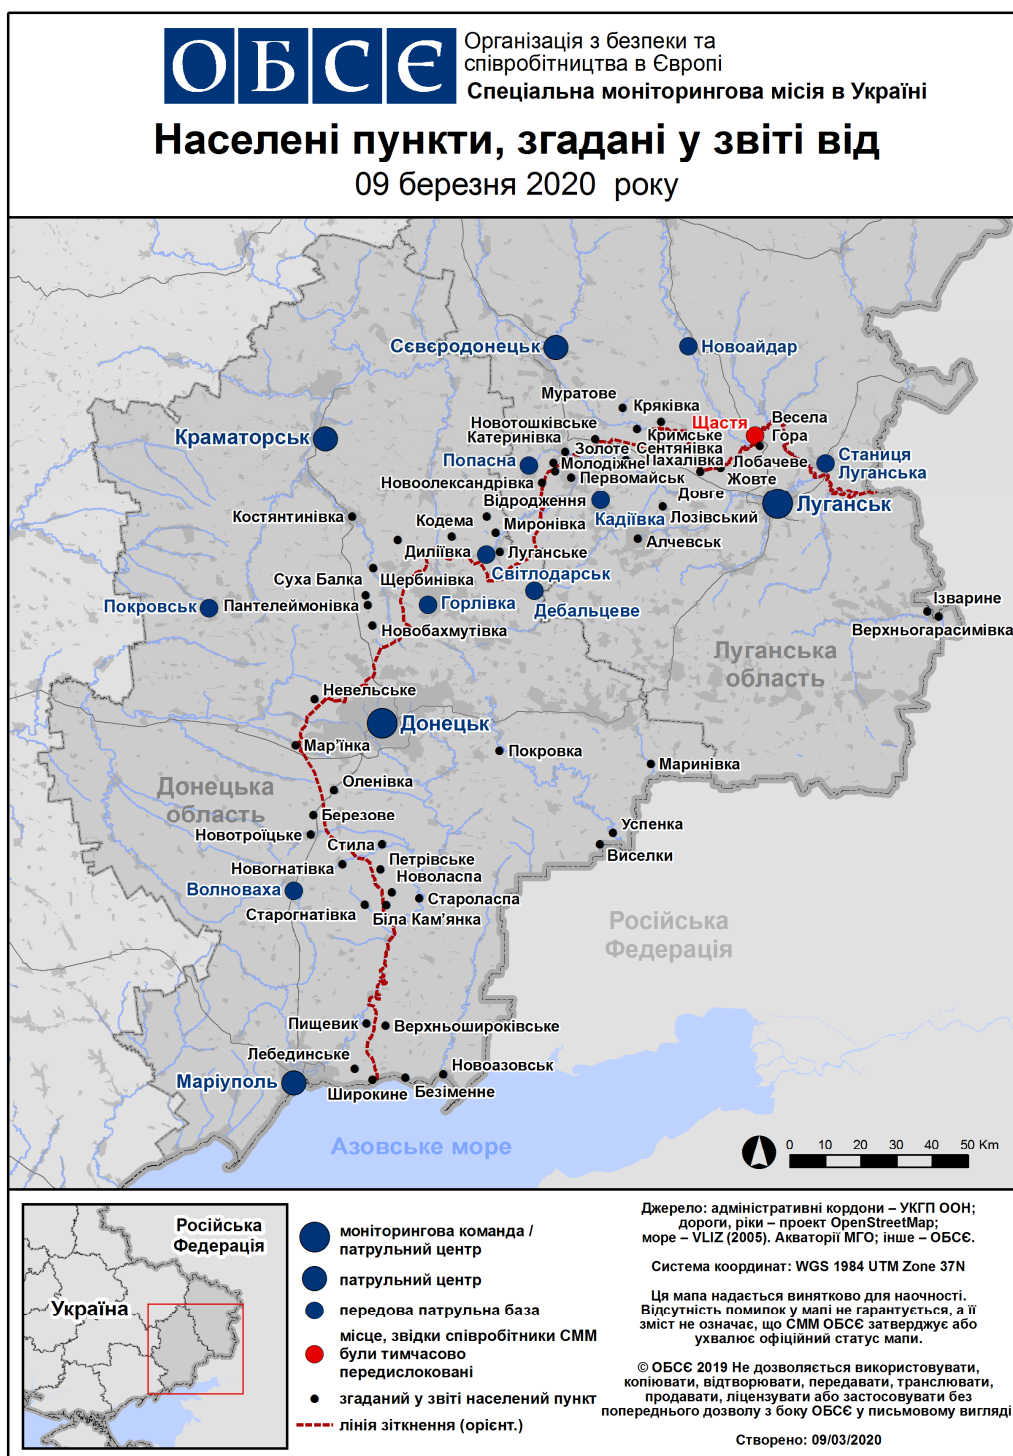 ОБСЄ
Організація з безпеки та
співробітництва в Європі
Спеціальна моніторингова місія в Україні
Населені пункти, згадані у звіті від
09 березня 2020 року
Сєвєродонецьк
Новоайдар
Муратове
Кряківка
Щастя
Весела
Гора
Новотошківське
Катеринівка
Кримське
Краматорськ
Золоте
Сентянівка
Попасна
Молодіжне
Нахалівка
Лобачеве
Станиця
Луганська
Новоолександрівка
Первомайськ
Жовте
Відродження
Довге
Луганськ
Костянтинівка
Кодема
Миронівка
Кадіївка
Лозівський
Алчевськ
Диліївка
Луганське
Суха Балка
Щербинівка
Світлодарськ
Покровськ
Пантелеймонівка
Горлівка
Дебальцеве
Ізварине
Новобахмутівка
Верхньогарасимівка
Луганська
область
Невельське
Донецьк
Мар'їнка
Покровка
Маринівка
Донецька
область
Оленівка
Березове
Новотроїцьке
Успенка
Стила
Виселки
Петрівське
Новогнатівка
Новоласпа
Волноваха
Староласпа
Старогнатівка
Біла Кам'янка
Російська
Федерація
Пищевик
Верхньошироківське
Лебединське
Новоазовськ
Маріуполь
Широкине
Безіменне
Азовське море
0 10 20 30 40 50 Km
Російська
Федерація
Україна
моніторингова команда /
патрульний центр
патрульний центр
передова патрульна база
місце, звідки співробітники СММ
були тимчасово
передислоковані
згаданий у звіті населений пункт
лінія зіткнення (орієнт.)
Джерело: адміністративні кордони – УКГП ООН;
дороги, ріки – проект OpenStreetMap;
море – VLIZ (2005). Акваторії МГО; інше – ОБСЄ.
Система координат: WGS 1984 UTM Zone 37N
Ця мапа надається винятково для наочності.
Відсутність помилок у мапі не гарантується, а її
зміст не означає, що СММ ОБСЄ затверджує або
ухвалює офіційний статус мапи.
© ОБСЄ 2019 Не дозволяється використовувати,
копіювати, відтворювати, передавати, транслювати,
продавати, ліцензувати або застосовувати без
попереднього дозволу з боку ОБСЄ у письмовому вигляді
Створено: 09/03/2020